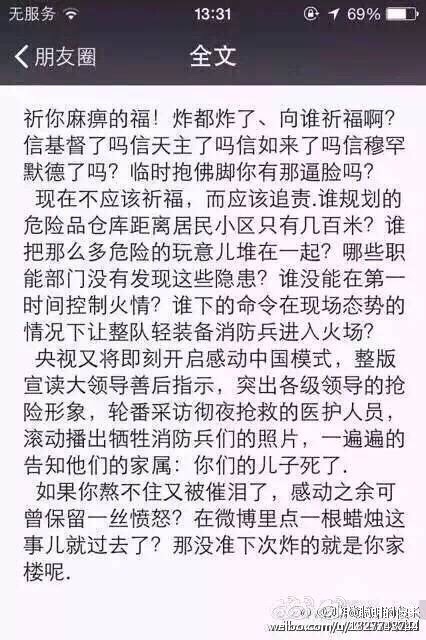 无服务 13:31 69%
朋友圈 全文
祈你麻痹的福！炸都炸了、向谁祈福啊？
信基督了吗信天主了吗信如来了吗信穆罕
默德了吗？临时抱佛脚你有那逼脸吗？
现在不应该祈福，而应该追责.谁规划的
危险品仓库距离居民小区只有几百米？谁
把那么多危险的玩意儿堆在一起？哪些职
能部门没有发现这些隐患？谁没能在第一
时间控制火情？谁下的命令在现场态势的
情况下让整队轻装备消防兵进入火场？
央视又将即刻开启感动中国模式，整版
宣读大领导善后指示，突出各级领导的抢
险形象，轮番采访彻夜抢救的医护人员，
滚动播出牺牲消防兵们的照片，一遍遍的
告知他们的家属：你们的儿子死了.
如果你熬不住又被催泪了，感动之余可
曾保留一丝愤怒？在微博里点一根蜡烛这
事儿就过去了？那没准下次炸的就是你家
楼呢.